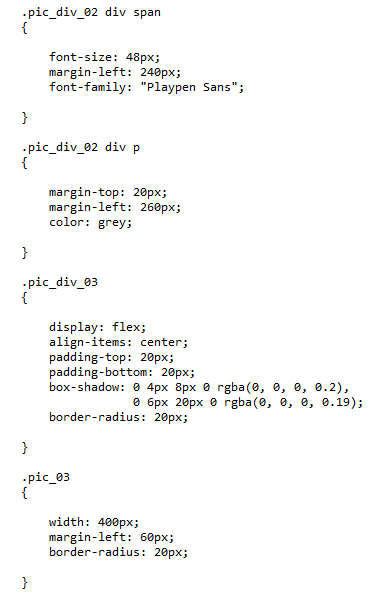 .pic_div_02 div span
{
font-size: 48px;
margin-left: 240px;
font-family: "Playpen Sans";
}
.pic_div_02 div p
{
margin-top: 20px;
margin-left: 260px;
color: grey;
}
.pic_div_03
{
display: flex;
align-items: center;
padding-top: 20px;
padding-bottom: 20px;
box-shadow: 0 4px 8px 0 rgba(0, 0, 0, 0.2),
0 6px 20px 0 rgba(0, 0, 0, 0.19);
border-radius: 20px;
}
.pic_03
{
width: 400px;
margin-left: 60px;
border-radius: 20px;
}